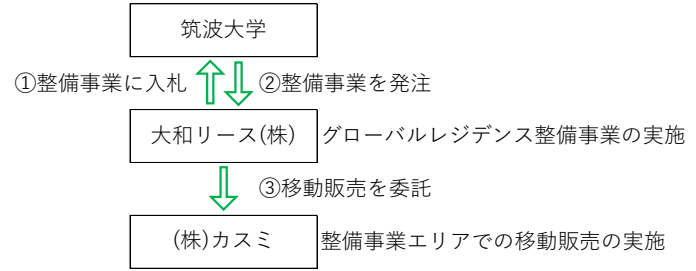 筑波大学
①整備事業に入札
②整備事業を発注
大和リース(株)
グローバルレジデンス整備事業の実施
③移動販売を委託
(株)カスミ
整備事業エリアでの移動販売の実施